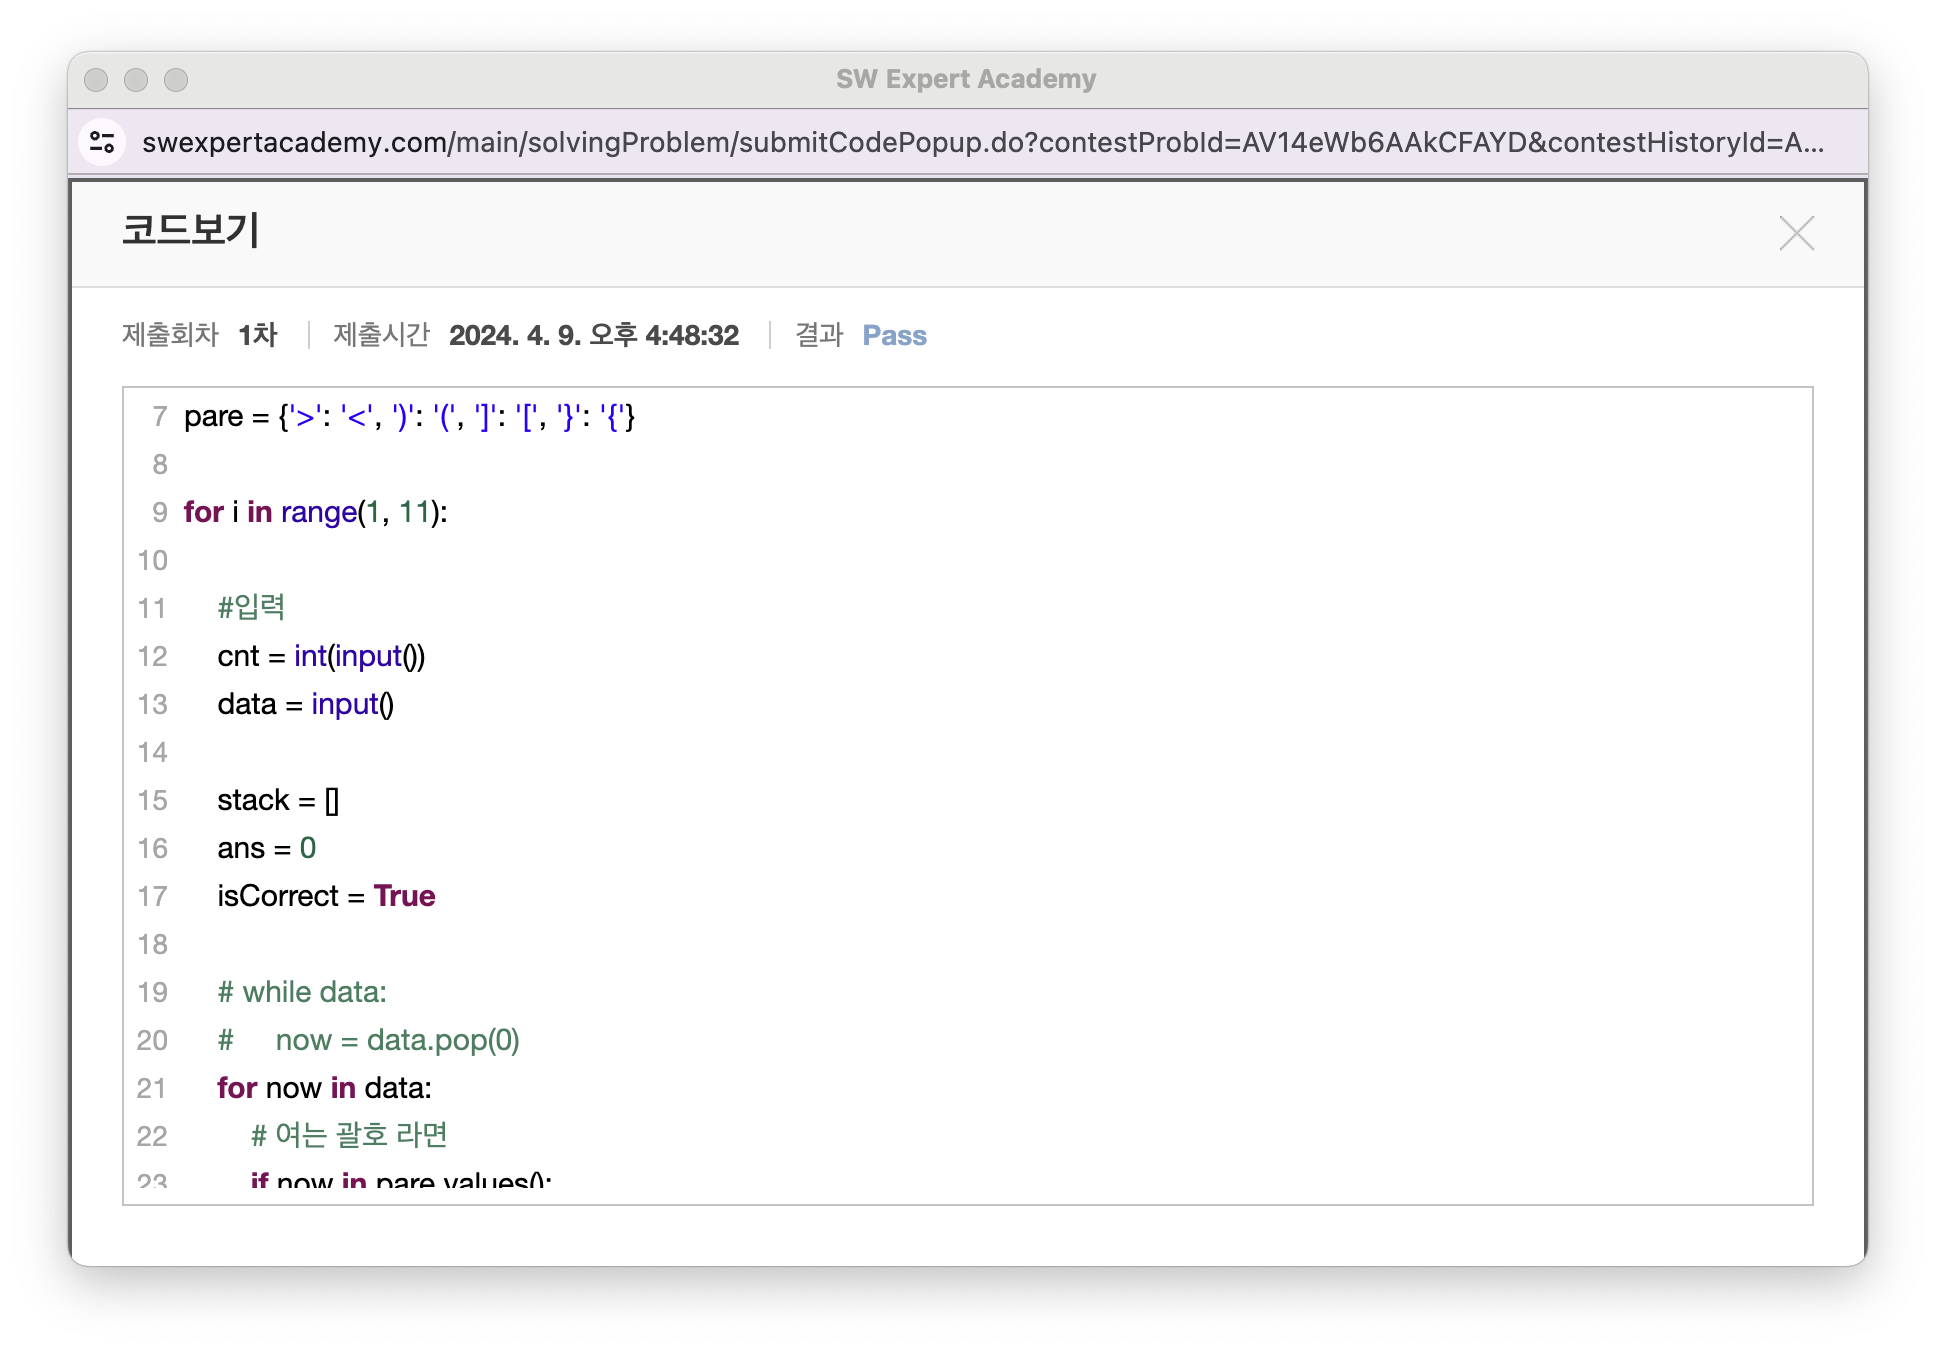 SW Expert Academy
swexpertacademy.com/main/solvingProblem/submitCodePopup.do?contestProbId=AV14eWb6AAkCFAYD&contestHistoryId=A...
코드보기
제출회차 1차 제출시간 2024. 4. 9. 오후 4:48:32 결과 Pass
7 pare = {'>': '<', ')': '(', ']': '[', '}': '{'}
8
9 for i in range(1, 11):
10
11 #입력
12 cnt = int(input())
13 data = input()
14
15 stack = []
16 ans = 0
17 isCorrect = True
18
19 # while data:
20 #     now = data.pop(0)
21 for now in data:
22 # 여는 괄호 라면
23 if now in pare.values():